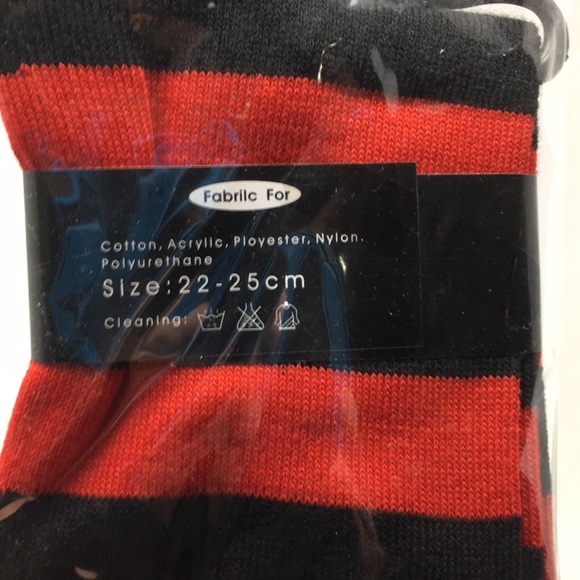 Fabrilc For
Cotton, Acrylic, Ployester, Nylon.
Polyurethane
Size: 22-25cm
Cleaning: